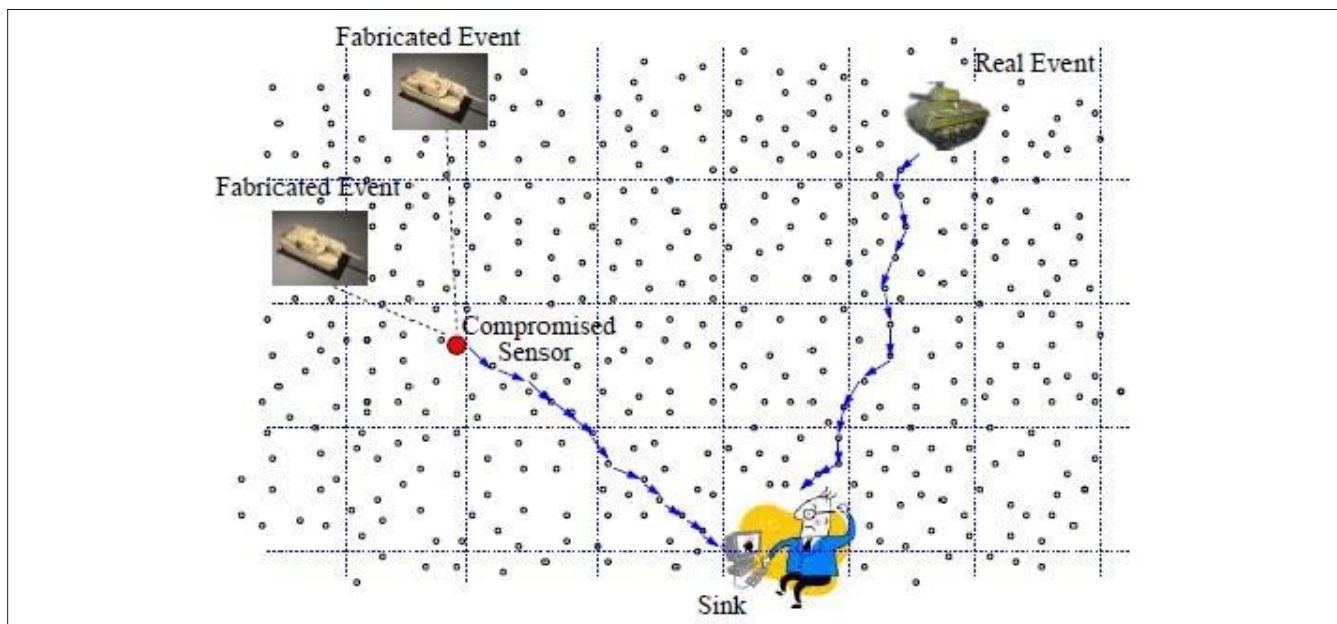 Fabricated Event
Real Event
Fabricated Event
Compromised
Sensor
Sink